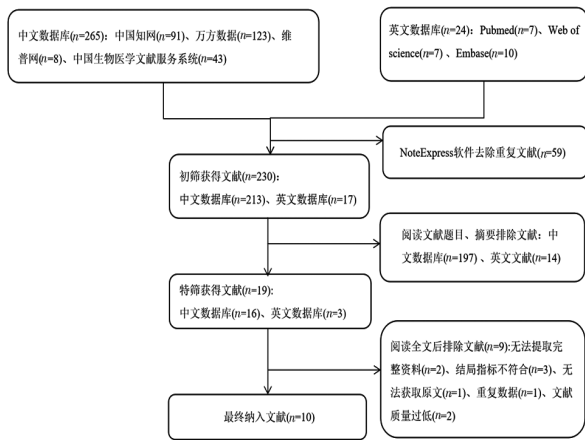 中文数据库(n=265)：中国知网(n=91)、万方数据(n=123)、维
普网(n=8)、中国生物医学文献服务系统(n=43)
英文数据库(n=24)：Pubmed(n=7)、Web of
science(n=7) 、Embase(n=10)
NoteExpress软件去除重复文献(n=59)
初筛获得文献(n=230)：
中文数据库(n=213)、英文数据库(n=17)
阅读文献题目、摘要排除文献：中
文数据库(n=197) 、英文文献(n=14)
特筛获得文献(n=19):
中文数据库(n=16)、英文数据库(n=3)
阅读全文后排除文献(n=9):无法提取完
整资料(n=2)、结局指标不符合(n=3)、无
法获取原文(n=1)、重复数据(n=1)、文献
质量过低(n=2)
最终纳入文献(n=10)